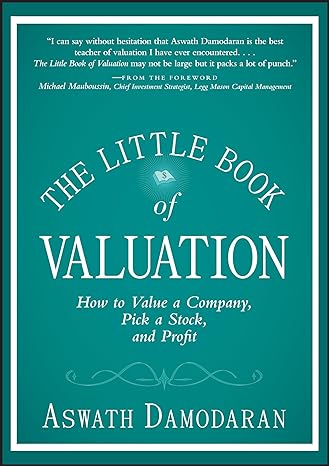 “I can say without hesitation that Aswath Damodaran is the best
teacher of valuation I have ever encountered. . . .
The Little Book of Valuation may not be large but it packs a lot of punch.”
—FROM THE FOREWORD
Michael Mauboussin, Chief Investment Strategist, Legg Mason Capital Management
THE LITTLE BOOK
$
of
VALUATION
How to Value a Company,
Pick a Stock,
and Profit
ASWATH DAMODARAN